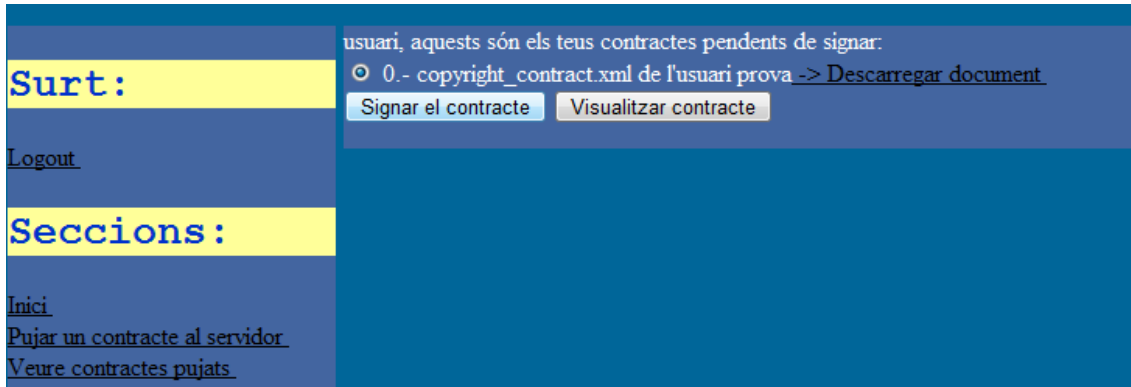 Surt:
Logout
Seccions:
Inici
Pujar un contracte al servidor
Veure contractes pujats
usuari, aquests són els teus contractes pendents de signar:
0.- copyright_contract.xml de l'usuari prova -> Descarregar document
Signar el contracte Visualitzar contracte